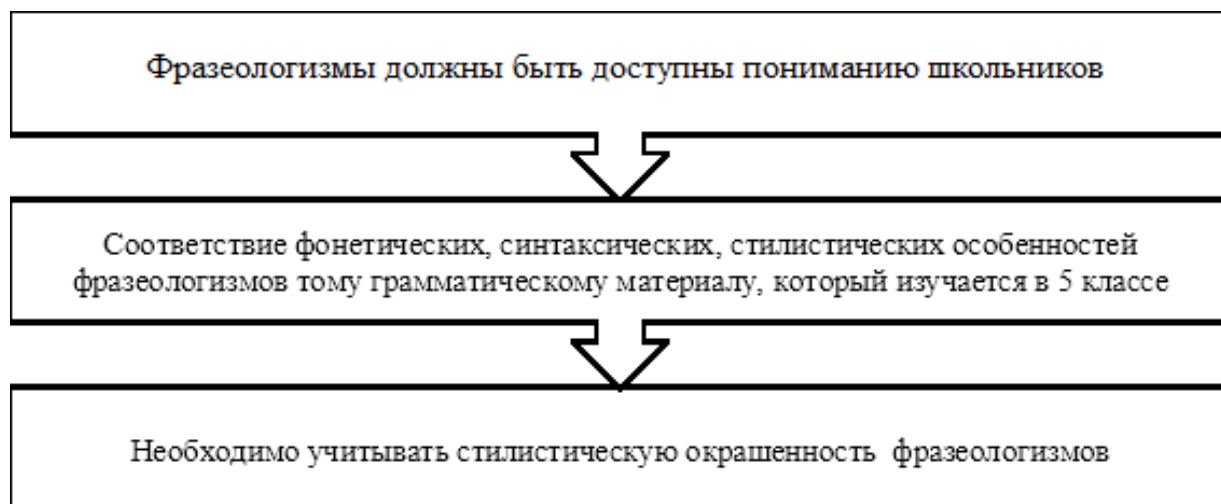 Фразеологизмы должны быть доступны пониманию школьников
Соответствие фонетических, синтаксических, стилистических особенностей
фразеологизмов тому грамматическому материалу, который изучается в 5 классе
Необходимо учитывать стилистическую окрашенность фразеологизмов